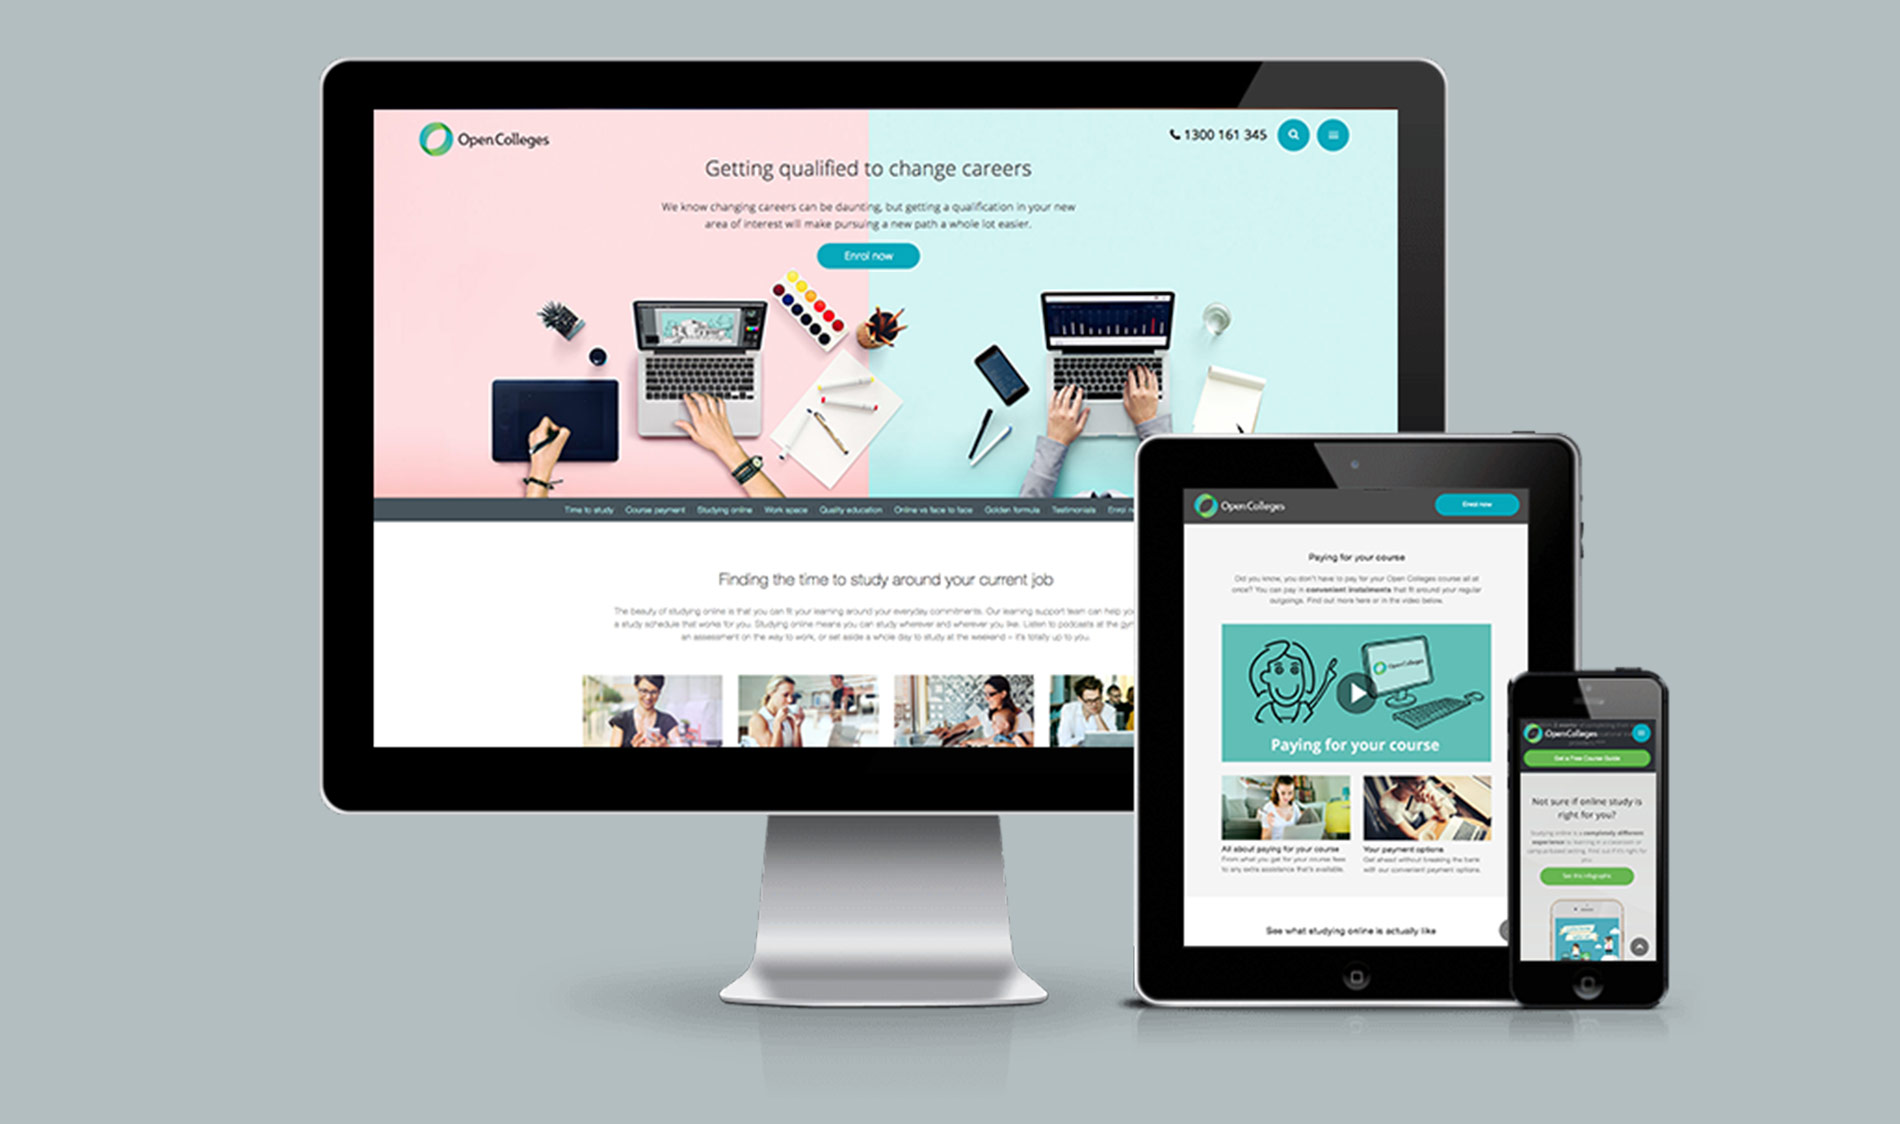 Open Colleges
1300 161 345
Getting qualified to change careers
We know changing careers can be daunting, but getting a qualification in your new
area of interest will make pursuing a new path a whole lot easier.
Enrol now
Time to study Course payment Studying online Work space Quality education Online vs face to face Golden formula Testimonials Enrol
Finding the time to study around your current job
The beauty of studying online is that you can fit your learning around your everyday commitments. Our learning support team can help
a study schedule that works for you. Studying online means you can study wherever and whenever you like. Listen to podcasts at the
an assessment on the way to work, or set aside a whole day to study at the weekend – it's totally up to you.
Open Colleges
Enrol now
Paying for your course
Did you know, you don't have to pay for your Open Colleges course all at
once? You can pay in convenient instalments that fit around your regular
outgoings. Find out more here or in the video below.
Open Colleges
Paying for your course
All about paying for your course
From what you get for your course fees
to any extra assistance that's available.
Your payment options
Get ahead without breaking the bank
with our convenient payment options.
See what studying online is actually like
Open Colleges
Get a Free Course Guide
Not sure if online study is
right for you?
Studying online is a completely different
experience to learning in a classroom or
campus-based setting. Find out if it's right for
you.
See this infographic